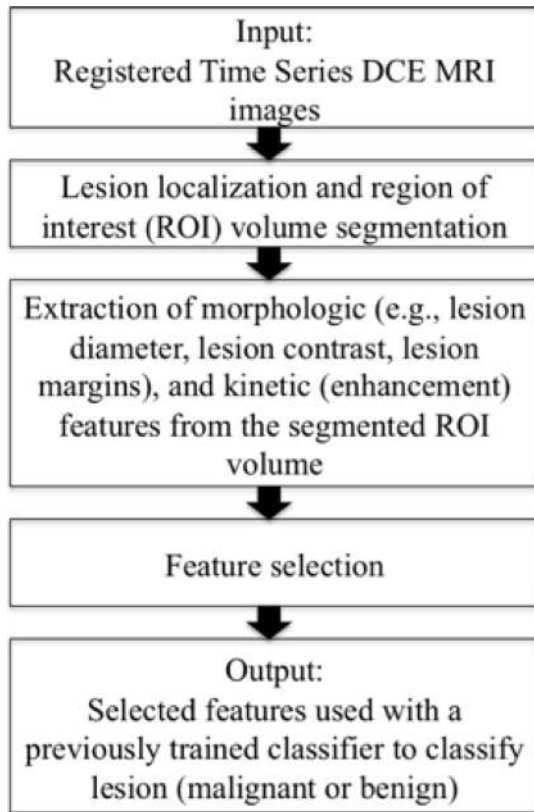 Input:
Registered Time Series DCE MRI
images
Lesion localization and region of
interest (ROI) volume segmentation
Extraction of morphologic (e.g., lesion
diameter, lesion contrast, lesion
margins), and kinetic (enhancement)
features from the segmented ROI
volume
Feature selection
Output:
Selected features used with a
previously trained classifier to classify
lesion (malignant or benign)